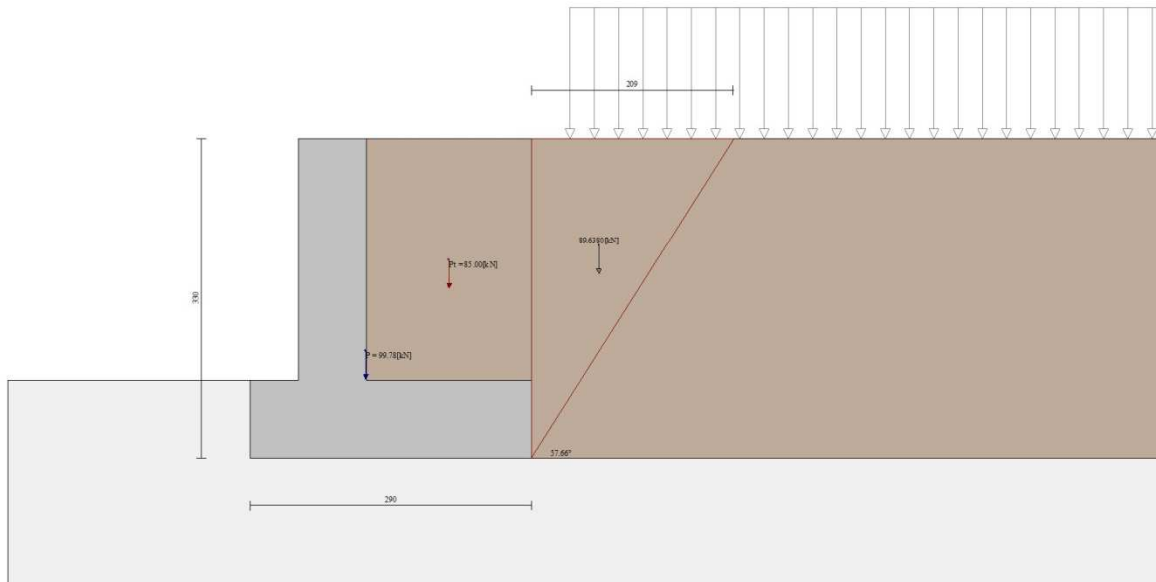 209
89.6380[kN]
Pt =85.00[kN]
330
P = 99.78[kN]
57.66°
290